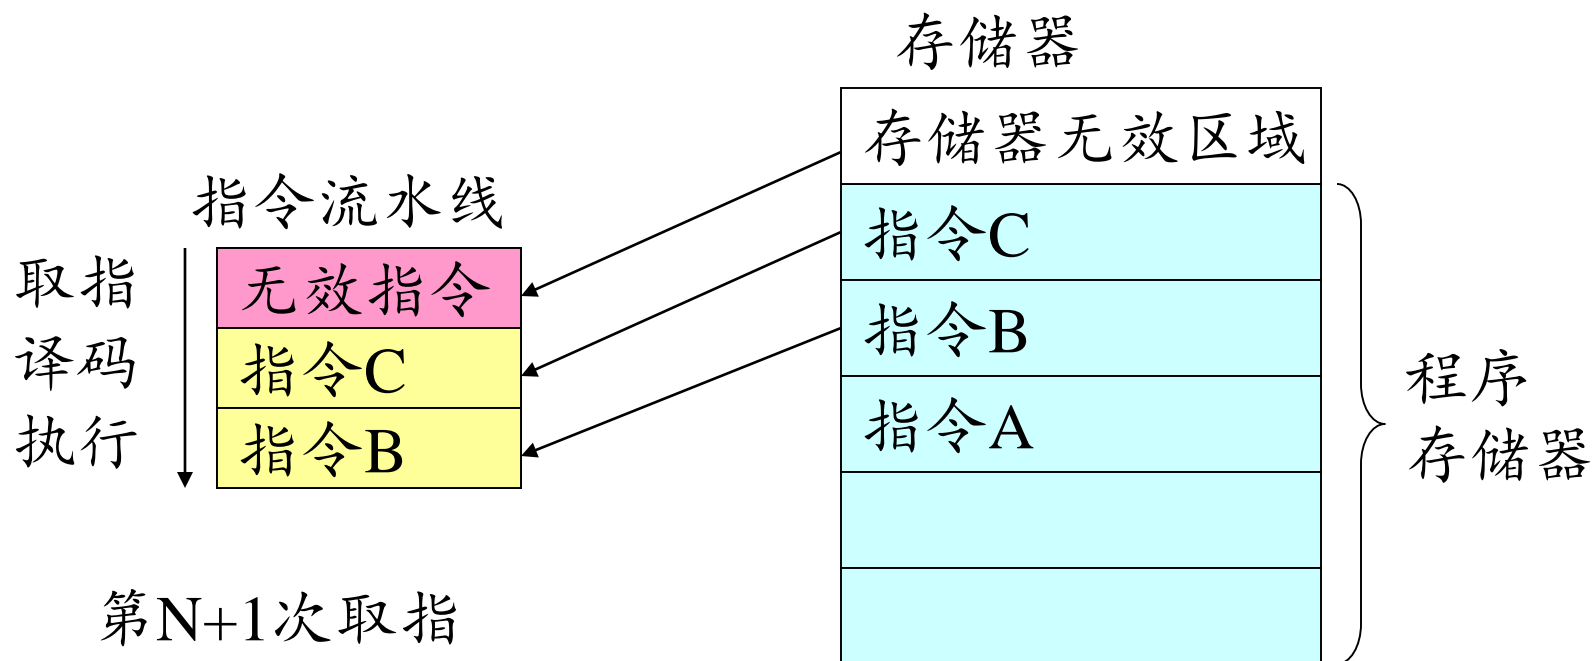 存储器
存储器无效区域
指令流水线
指令C
取指
无效指令
指令B
译码
指令C
程序
指令A
执行
指令B
存储器
第N+1次取指